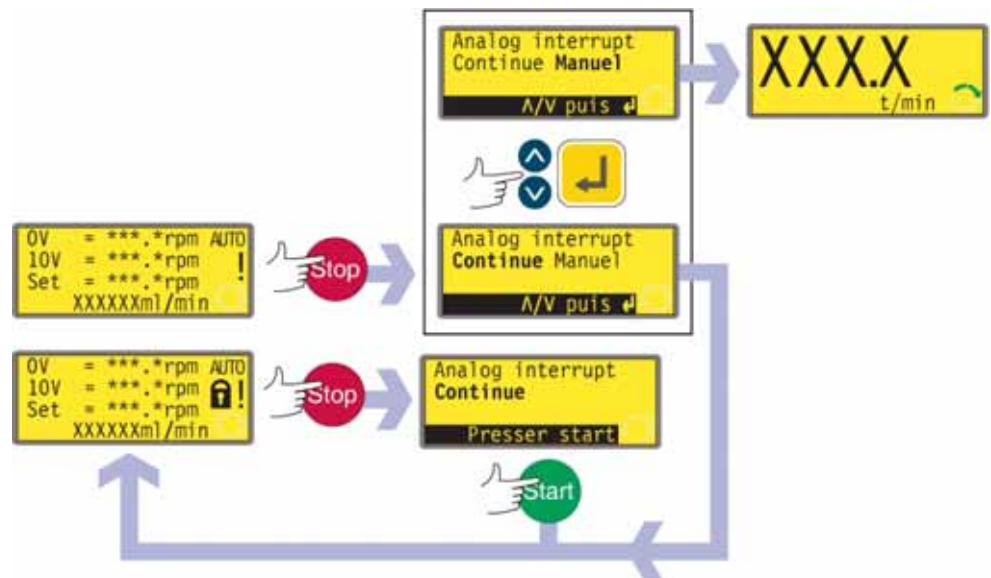 Analog interrupt
Continue Manuel
Λ/V puis ↲
XXX.X
t/min
0V = ***.*rpm AUTO
10V = ***.*rpm !
Set = ***.*rpm
XXXXXXml/min
Stop
Analog interrupt
Continue Manuel
Λ/V puis ↲
0V = ***.*rpm AUTO
10V = ***.*rpm !
Set = ***.*rpm
XXXXXXml/min
Stop
Analog interrupt
Continue
Presser start
Start